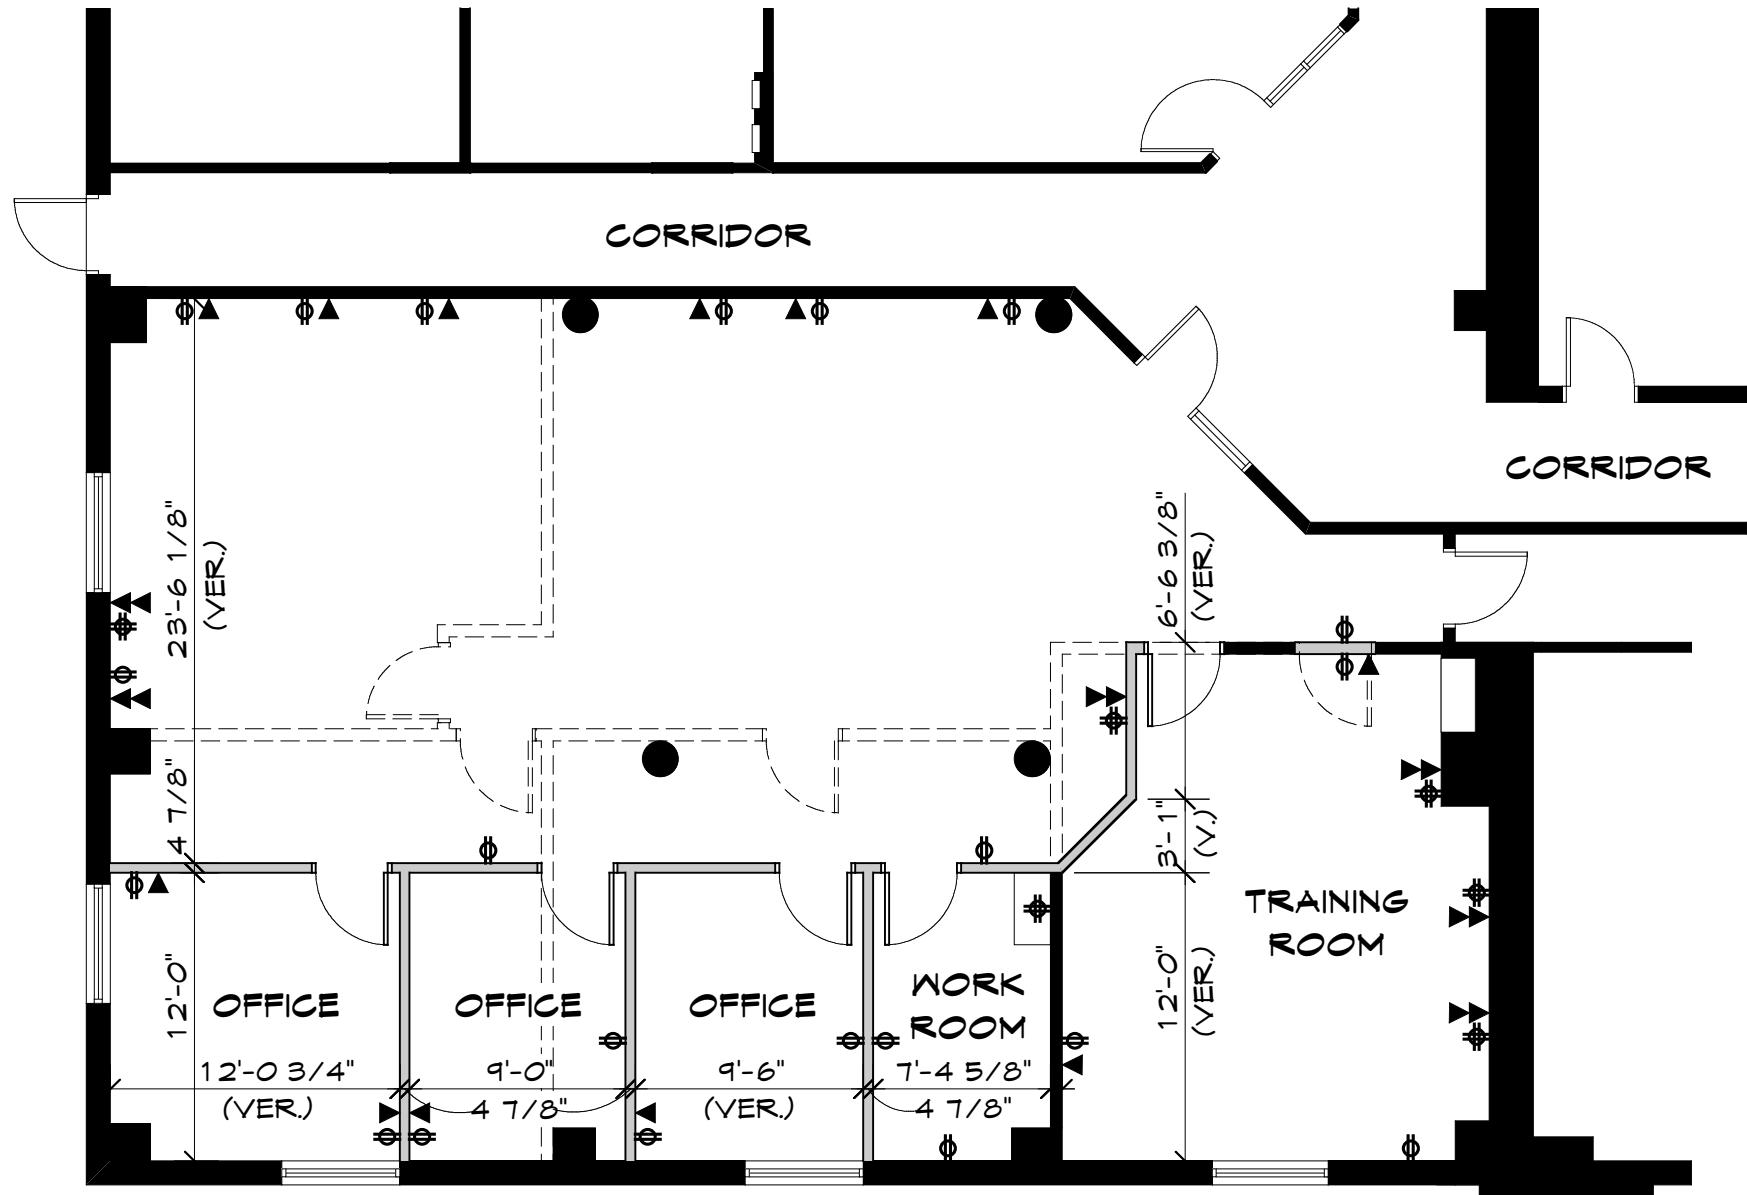 CORRIDOR
CORRIDOR
23'-6 1/8"
(VER.)
6'-6 3/8"
(VER.)
4 7/8"
3'-1"
(V.)
TRAINING
ROOM
12'-0"
12'-0"
(VER.)
OFFICE
OFFICE
OFFICE
WORK
ROOM
12'-0 3/4"
(VER.)
9'-0"
4 7/8"
9'-6"
(VER.)
7'-4 5/8"
4 7/8"